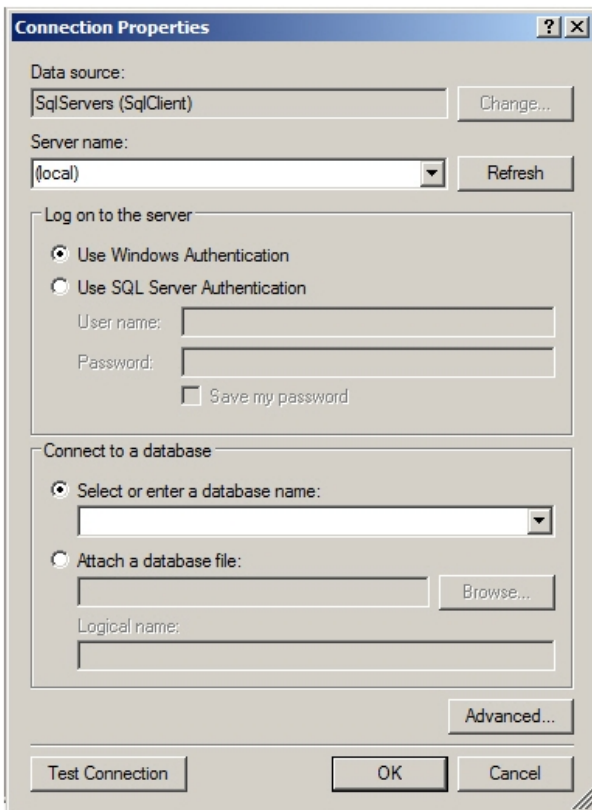 Connection Properties
Data source:
SqlServers (SqlClient)
Change...
Server name:
(local)
Refresh
Log on to the server
Use Windows Authentication
Use SQL Server Authentication
User name:
Password:
Save my password
Connect to a database
Select or enter a database name:
Attach a database file:
Browse...
Logical name:
Advanced...
Test Connection
OK
Cancel